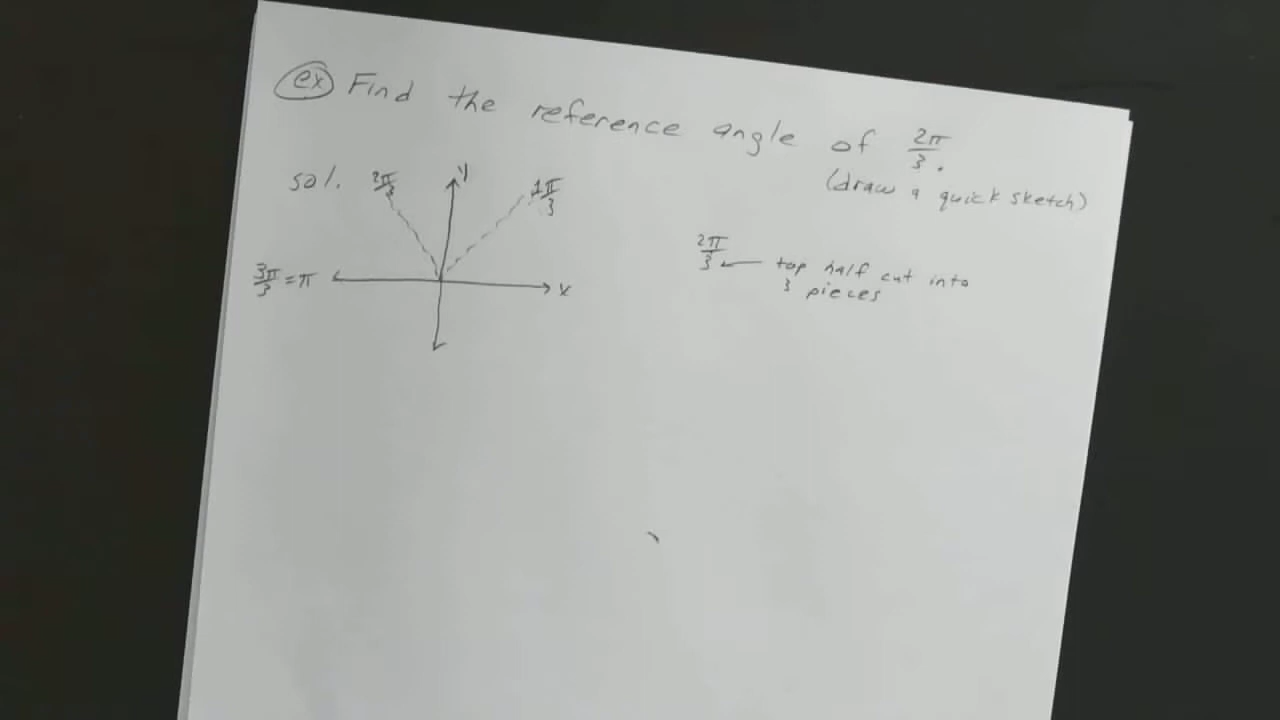 ex Find the reference angle of 2π/3.
(draw a quick sketch)
sol. 2π/3 y 1π/3
2π/3 ← top half cut into
3 pieces
3π/3 = π x